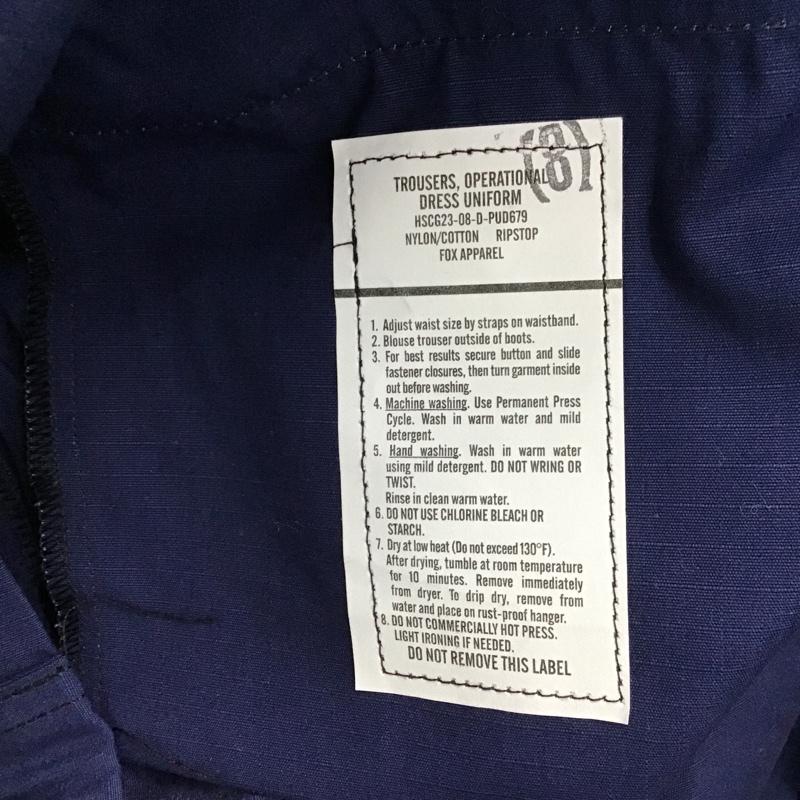 (8)
TROUSERS, OPERATIONAL
DRESS UNIFORM
HSCG23-08-D-PUD679
NYLON/COTTON RIPSTOP
FOX APPAREL
1. Adjust waist size by straps on waistband.
2. Blouse trouser outside of boots.
3. For best results secure button and slide
fastener closures, then turn garment inside
out before washing.
4. Machine washing. Use Permanent Press
Cycle. Wash in warm water and mild
detergent.
5. Hand washing. Wash in warm water
using mild detergent. DO NOT WRING OR
TWIST.
Rinse in clean warm water.
6. DO NOT USE CHLORINE BLEACH OR
STARCH.
7. Dry at low heat (Do not exceed 130°F).
After drying, tumble at room temperature
for 10 minutes. Remove immediately
from dryer. To drip dry, remove from
water and place on rust-proof hanger.
8. DO NOT COMMERCIALLY HOT PRESS.
LIGHT IRONING IF NEEDED.
DO NOT REMOVE THIS LABEL